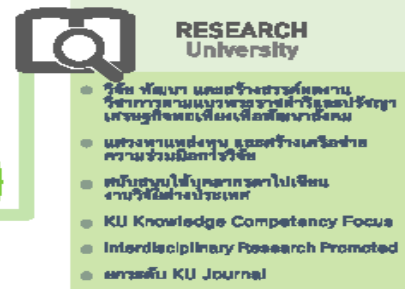 RESEARCH
University
วิจัย พัฒนา และสร้างสรรค์ผลงาน
วิชาการตามแนวพระราชดำริและปรัชญา
เศรษฐกิจพอเพียงเพื่อพัฒนาสังคม
แสวงหาแหล่งทุน และสร้างเครือข่าย
ความร่วมมือการวิจัย
สนับสนุนให้บุคลากร
งานวิจัยต่างประเทศ
KU Knowledge Competency Focus
Interdisciplinary Research Promoted
ยกระดับ KU Journal